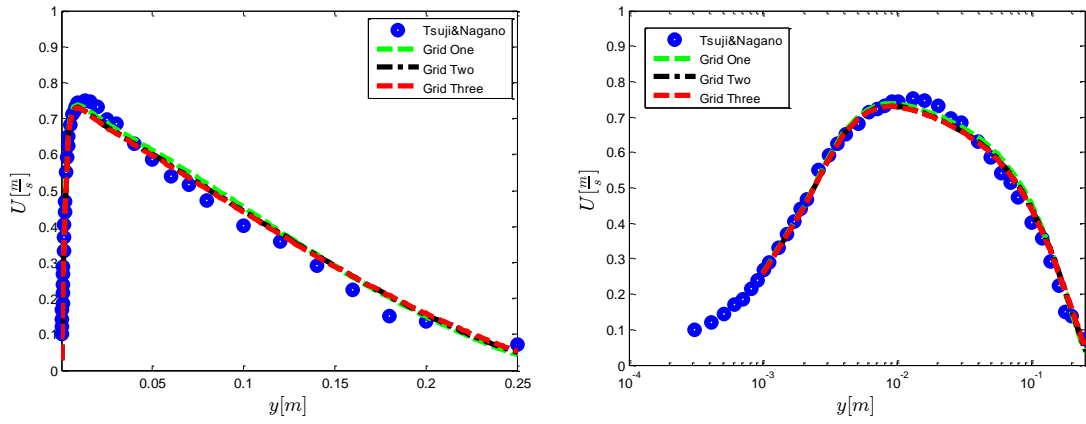 1
0.9
0.8
0.7
0.6
0.5
0.4
0.3
0.2
0.1
0
U[m/s]
0.05
0.1
0.15
0.2
0.25
y[m]
Tsuji&Nagano
Grid One
Grid Two
Grid Three
1
0.9
0.8
0.7
0.6
0.5
0.4
0.3
0.2
0.1
0
U[m/s]
10⁻⁴
10⁻³
10⁻²
10⁻¹
y[m]
Tsuji&Nagano
Grid One
Grid Two
Grid Three